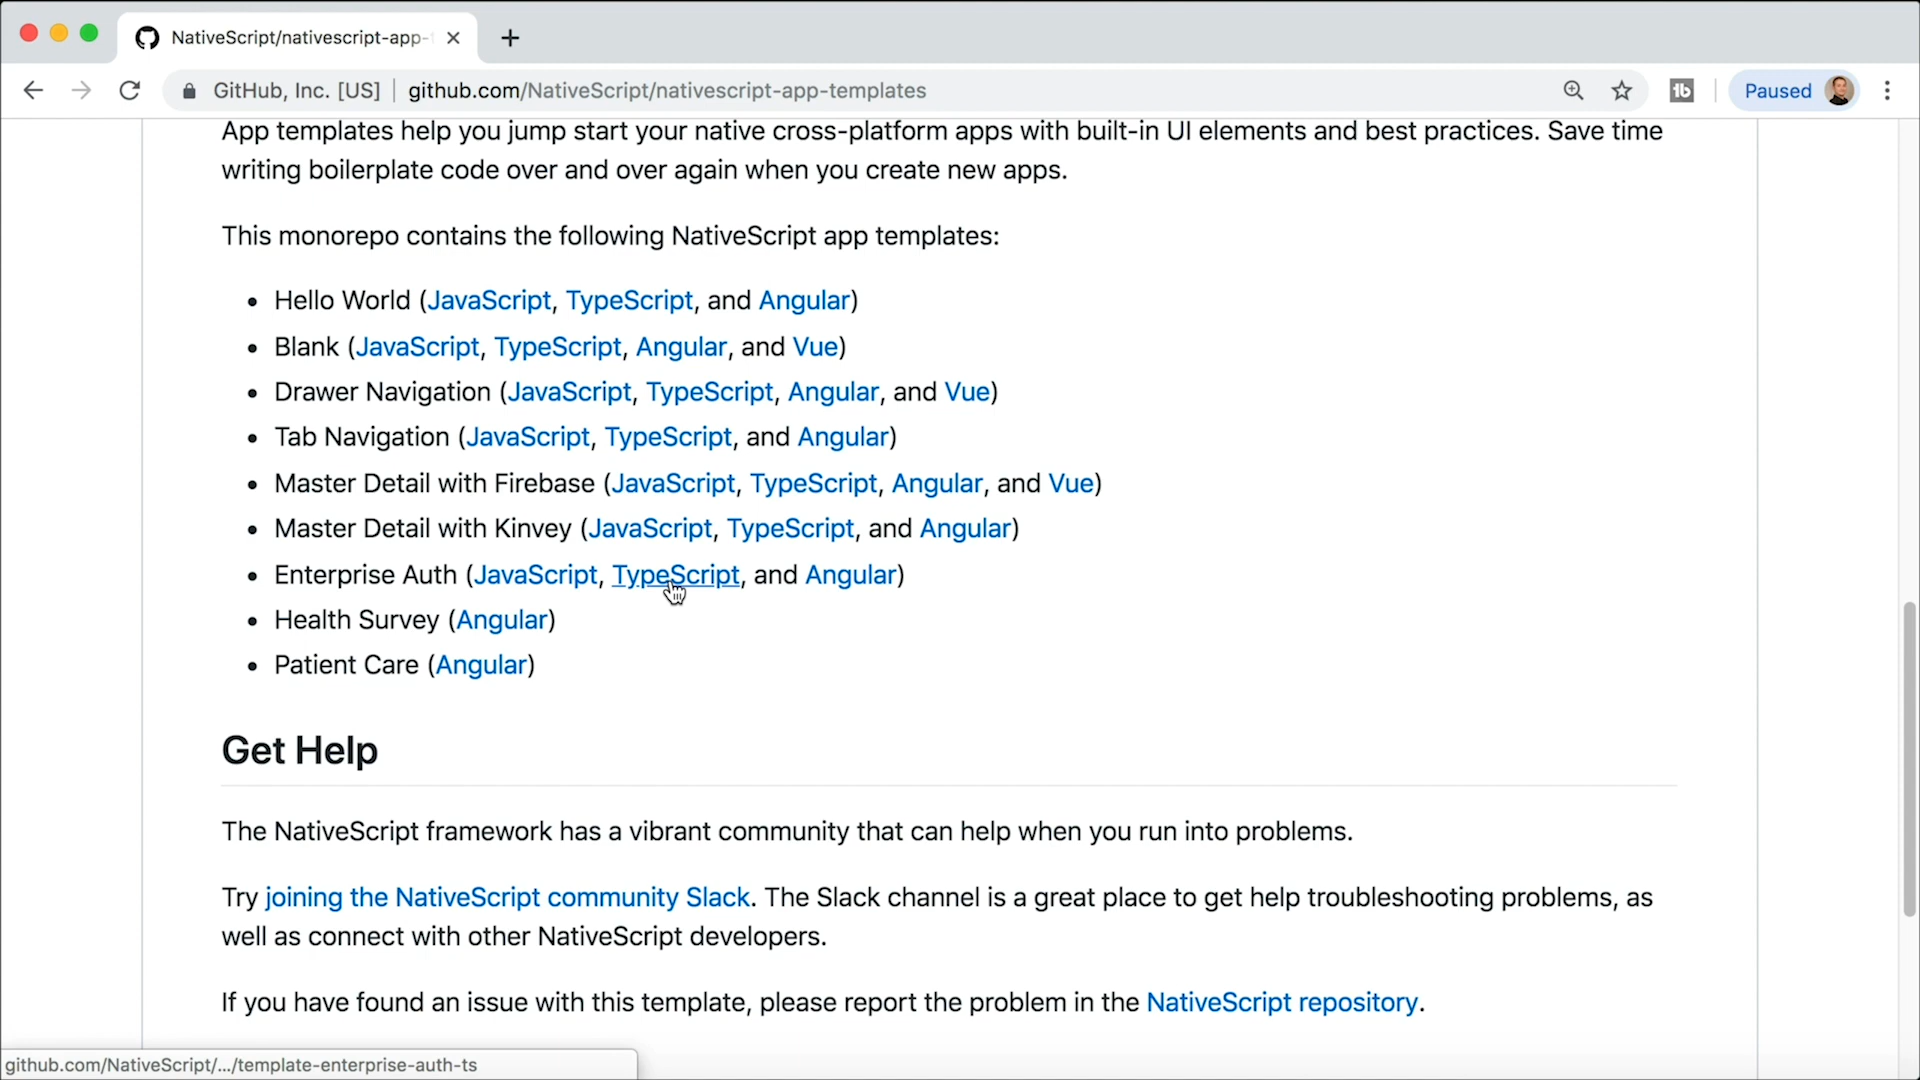 NativeScript/nativescript-app-
GitHub, Inc. [US] | github.com/NativeScript/nativescript-app-templates
Paused
App templates help you jump start your native cross-platform apps with built-in UI elements and best practices. Save time
writing boilerplate code over and over again when you create new apps.
This monorepo contains the following NativeScript app templates:
• Hello World (JavaScript, TypeScript, and Angular)
• Blank (JavaScript, TypeScript, Angular, and Vue)
• Drawer Navigation (JavaScript, TypeScript, Angular, and Vue)
• Tab Navigation (JavaScript, TypeScript, and Angular)
• Master Detail with Firebase (JavaScript, TypeScript, Angular, and Vue)
• Master Detail with Kinvey (JavaScript, TypeScript, and Angular)
• Enterprise Auth (JavaScript, TypeScript, and Angular)
• Health Survey (Angular)
• Patient Care (Angular)
Get Help
The NativeScript framework has a vibrant community that can help when you run into problems.
Try joining the NativeScript community Slack. The Slack channel is a great place to get help troubleshooting problems, as
well as connect with other NativeScript developers.
If you have found an issue with this template, please report the problem in the NativeScript repository.
github.com/NativeScript/.../template-enterprise-auth-ts